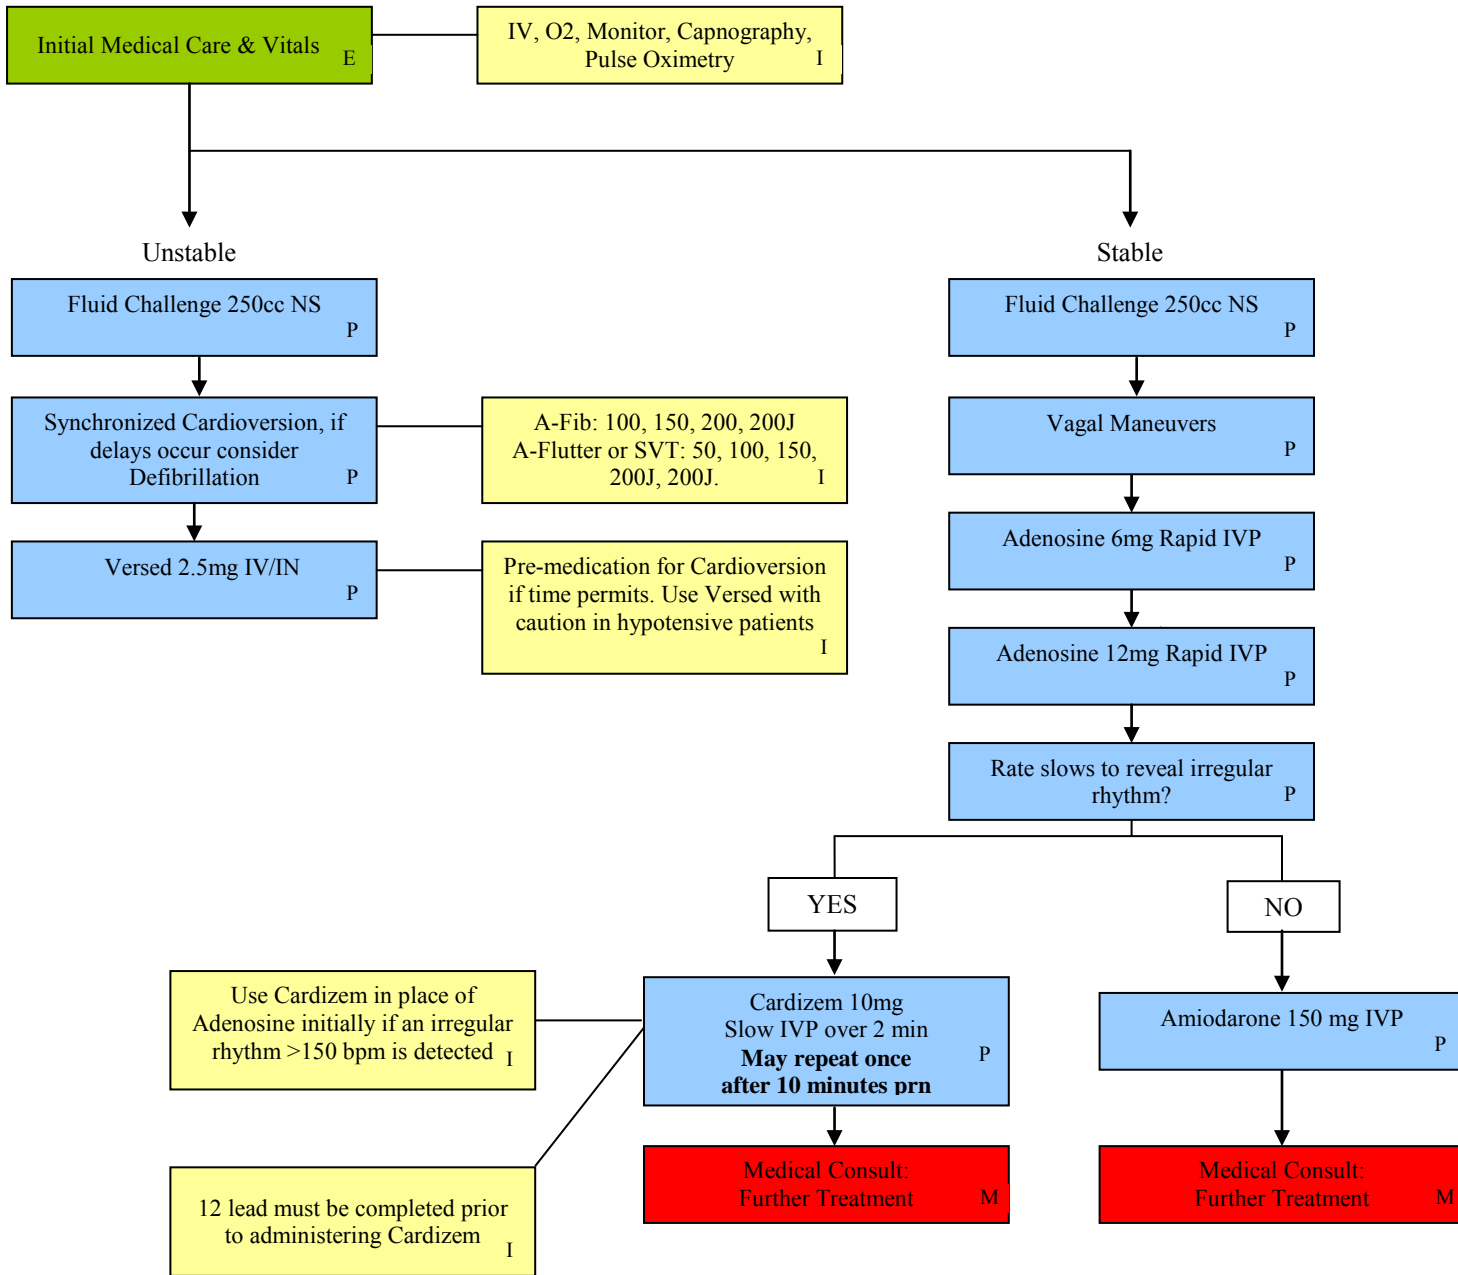 Initial Medical Care & Vitals
E
IV, O2, Monitor, Capnography,
Pulse Oximetry
I
Unstable
Stable
Fluid Challenge 250cc NS
P
Fluid Challenge 250cc NS
P
Synchronized Cardioversion, if
delays occur consider
Defibrillation
P
A-Fib: 100, 150, 200, 200J
A-Flutter or SVT: 50, 100, 150,
200J, 200J.
I
Vagal Maneuvers
P
Versed 2.5mg IV/IN
P
Pre-medication for Cardioversion
if time permits. Use Versed with
caution in hypotensive patients
I
Adenosine 6mg Rapid IVP
P
Adenosine 12mg Rapid IVP
P
Rate slows to reveal irregular
rhythm?
P
YES
NO
Use Cardizem in place of
Adenosine initially if an irregular
rhythm >150 bpm is detected
I
Cardizem 10mg
Slow IVP over 2 min
May repeat once
after 10 minutes prn
P
Amiodarone 150 mg IVP
P
12 lead must be completed prior
to administering Cardizem
I
Medical Consult:
Further Treatment
M
Medical Consult:
Further Treatment
M